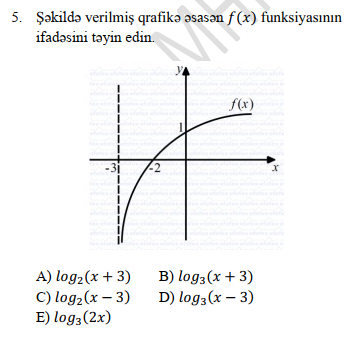 5. Şəkildə verilmiş qrafikə əsasən f(x) funksiyasının
ifadəsini təyin edin.
y
f(x)
1
-3
-2
x
A) log₂(x + 3) B) log₃(x + 3)
C) log₂(x − 3) D) log₃(x − 3)
E) log₃(2x)